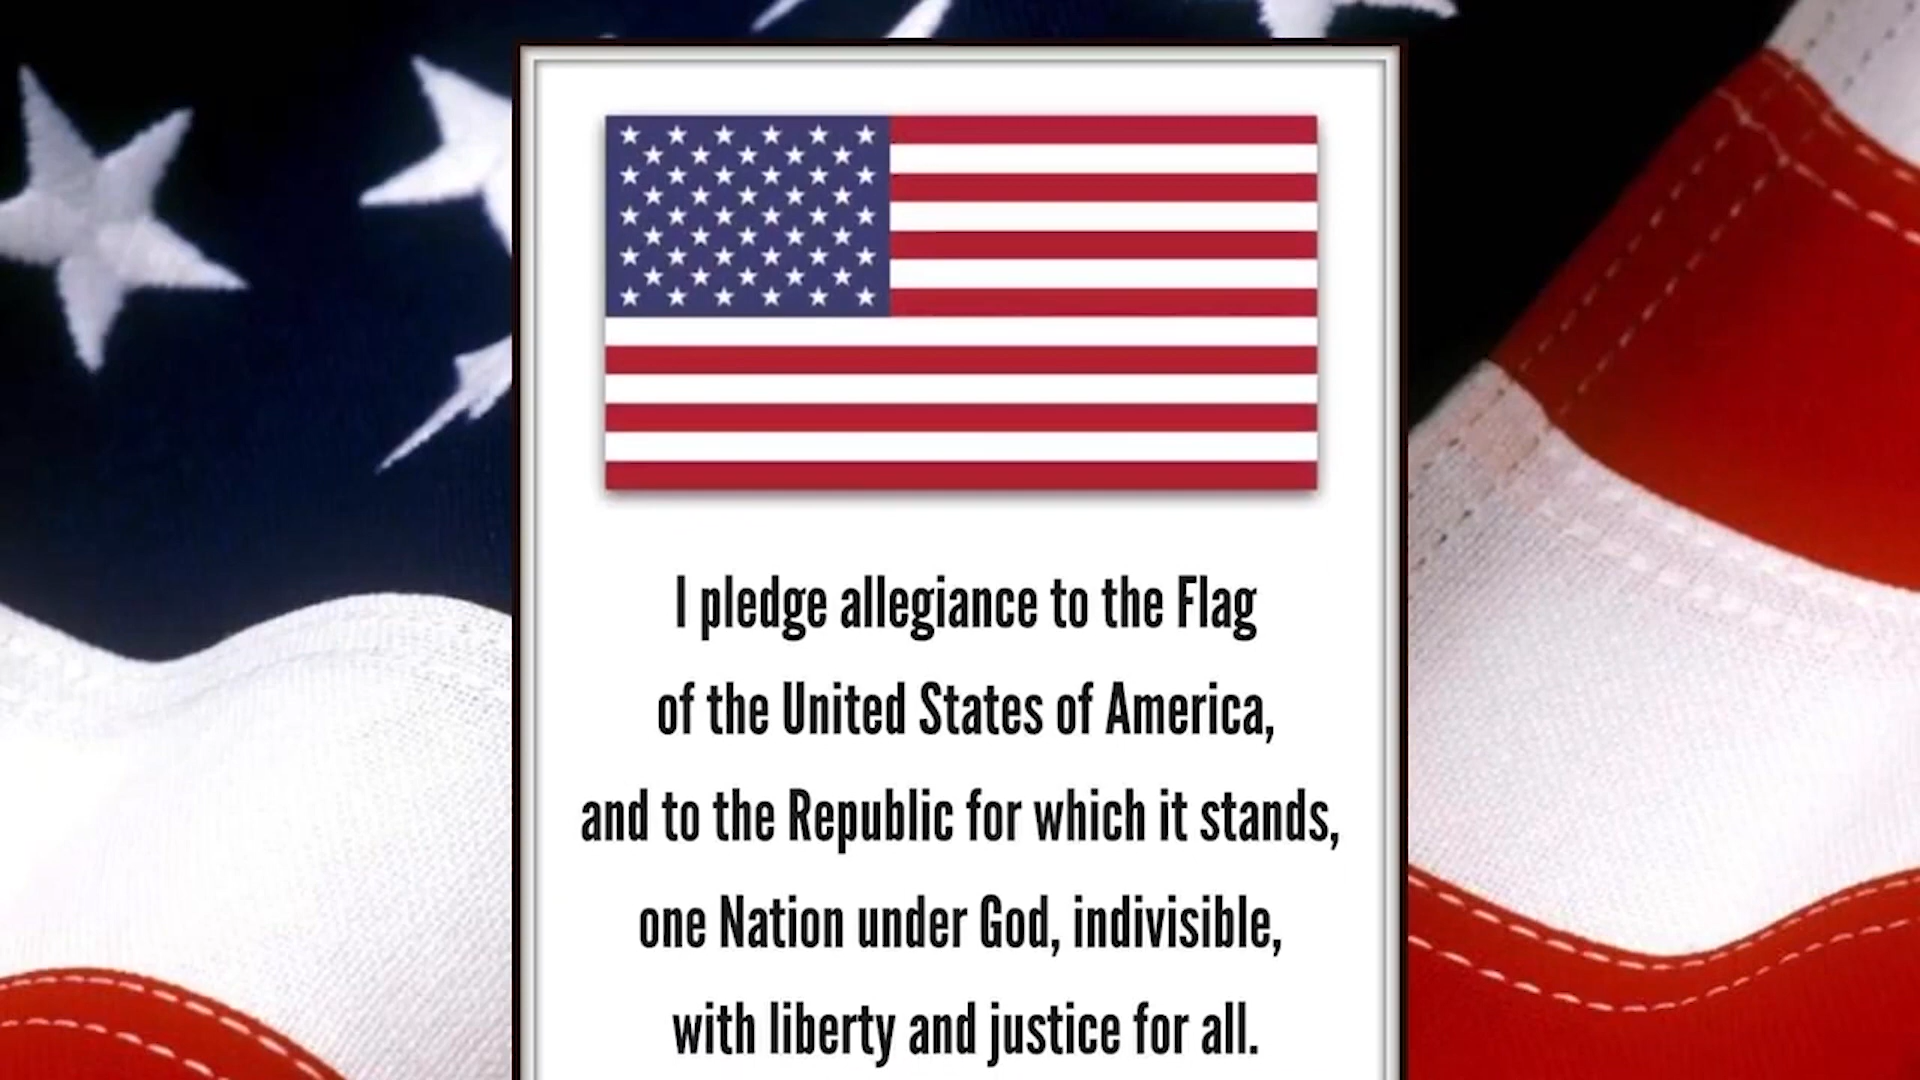 I pledge allegiance to the Flag
of the United States of America,
and to the Republic for which it stands,
one Nation under God, indivisible,
with liberty and justice for all.